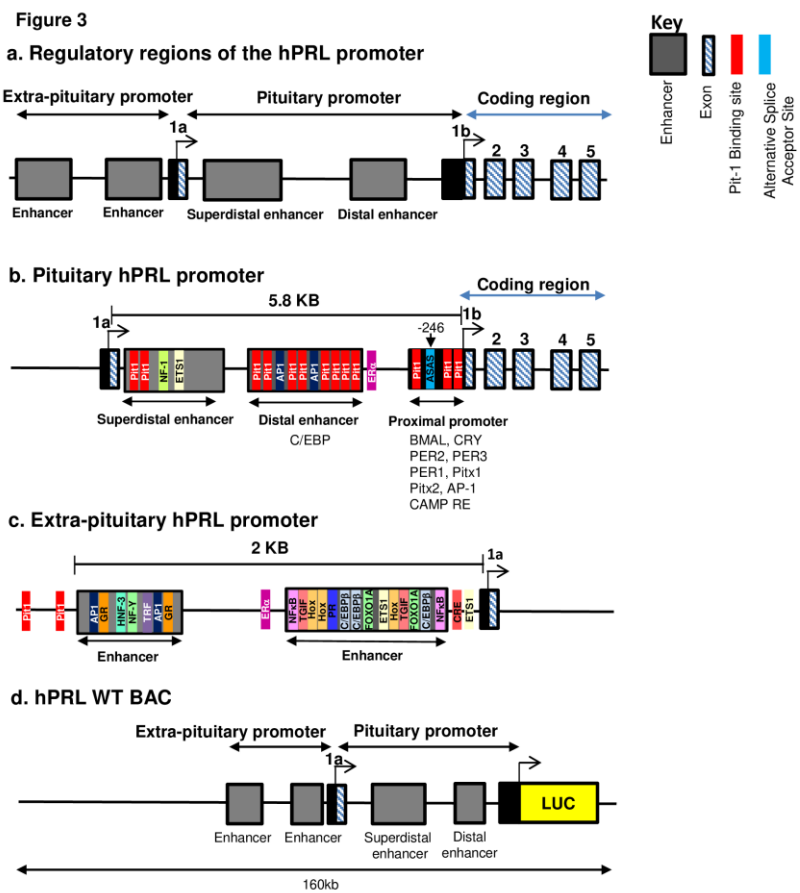 Figure 3
Key
Enhancer
Exon
Pit-1 Binding site
Alternative Splice
Acceptor Site
a. Regulatory regions of the hPRL promoter
Extra-pituitary promoter
Pituitary promoter
Coding region
1a
1b
2
3
4
5
Enhancer
Enhancer
Superdistal enhancer
Distal enhancer
b. Pituitary hPRL promoter
Coding region
5.8 KB
-246
1a
1b
2
3
4
5
Pit1
Pit1
NF-1
ETS1
Pit1
Pit1
AP1
Pit1
Pit1
AP1
Pit1
Pit1
Pit1
Pit1
ERα
Pit1
ASAS
Pit1
Pit1
Superdistal enhancer
Distal enhancer
Proximal promoter
C/EBP
BMAL, CRY
PER2, PER3
PER1, Pitx1
Pitx2, AP-1
CAMP RE
c. Extra-pituitary hPRL promoter
2 KB
1a
Pit1
Pit1
AP1
GR
HNF-3
NF-Y
TRF
AP1
GR
ERα
NFκB
TGIF
Hox
Hox
PR
C/EBPβ
C/EBPβ
FOXO1A
ETS1
Hox
TGIF
FOXO1A
C/EBPβ
NFκB
CRE
ETS1
Enhancer
Enhancer
d. hPRL WT BAC
Extra-pituitary promoter
Pituitary promoter
1a
LUC
Enhancer
Enhancer
Superdistal
enhancer
Distal
enhancer
160kb